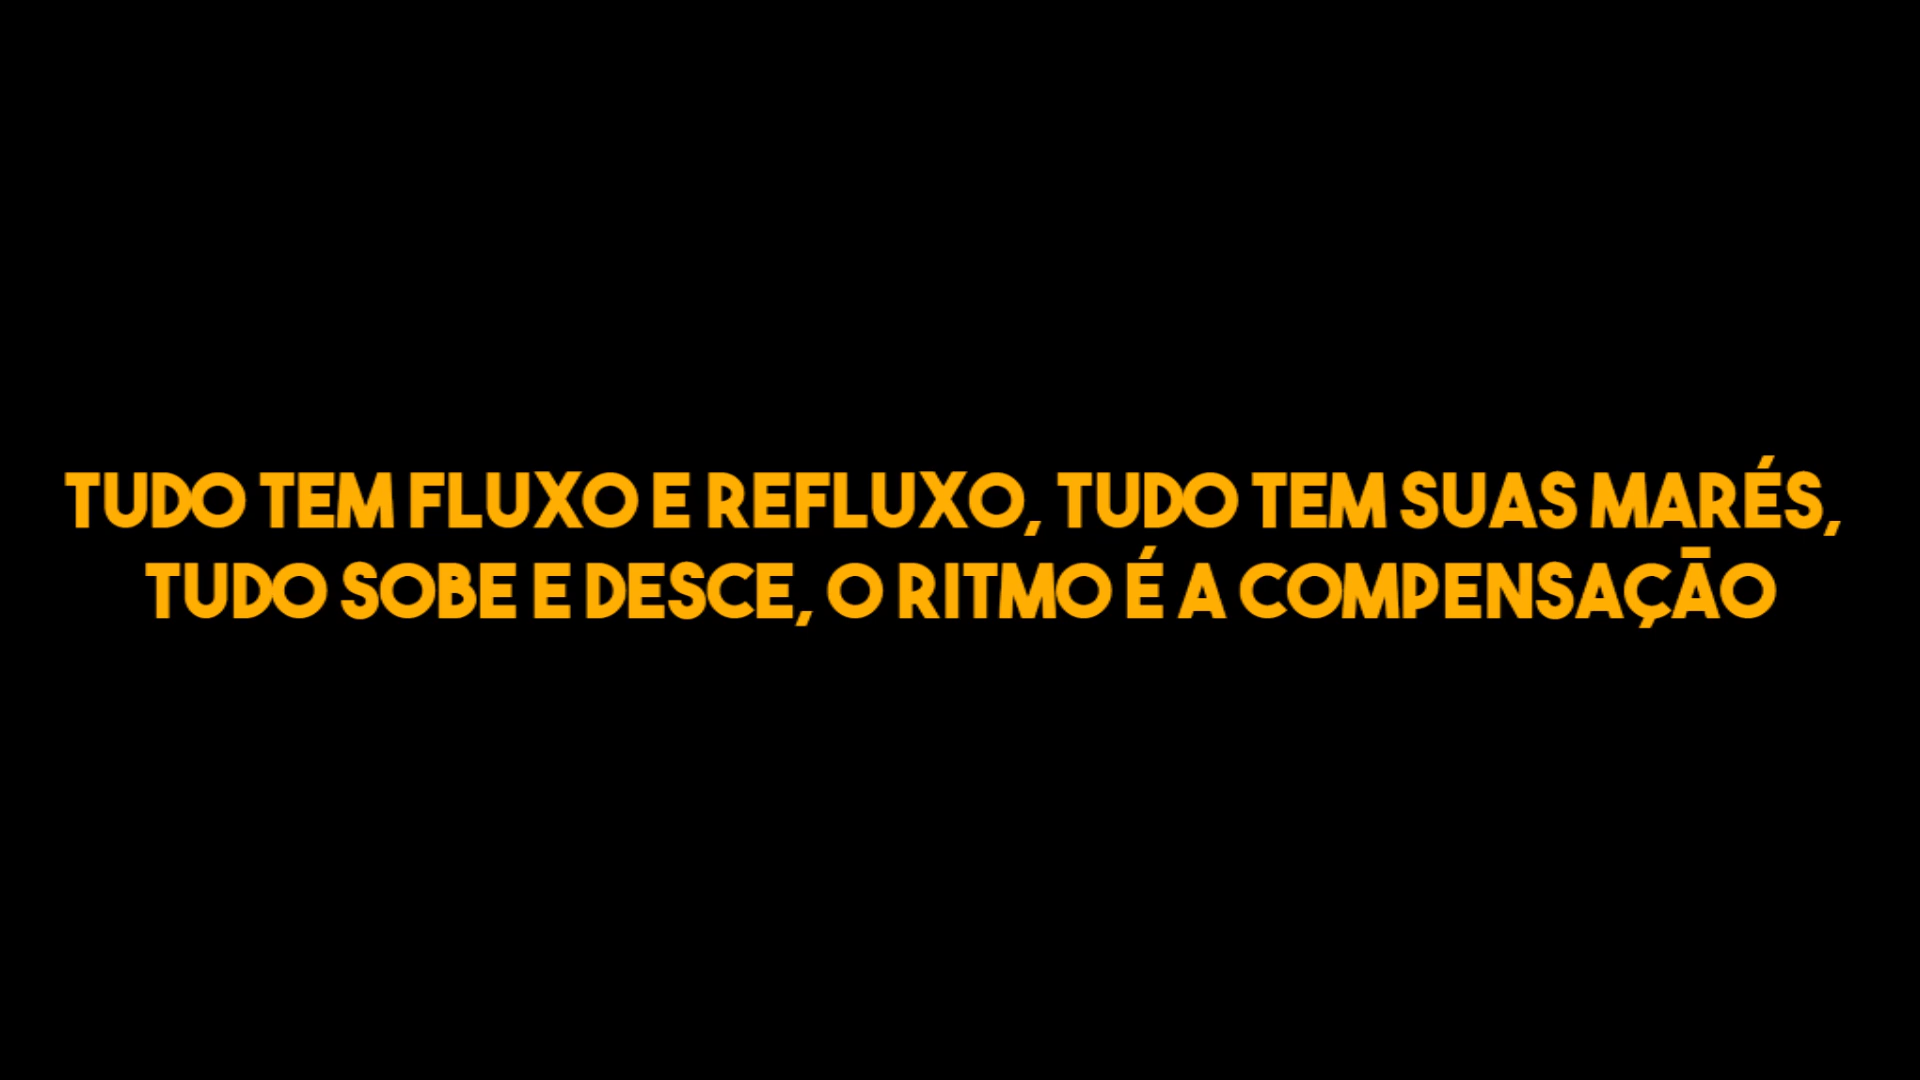 TUDO TEM FLUXO E REFLUXO, TUDO TEM SUAS MARÉS,
TUDO SOBE E DESCE, O RITMO É A COMPENSAÇÃO